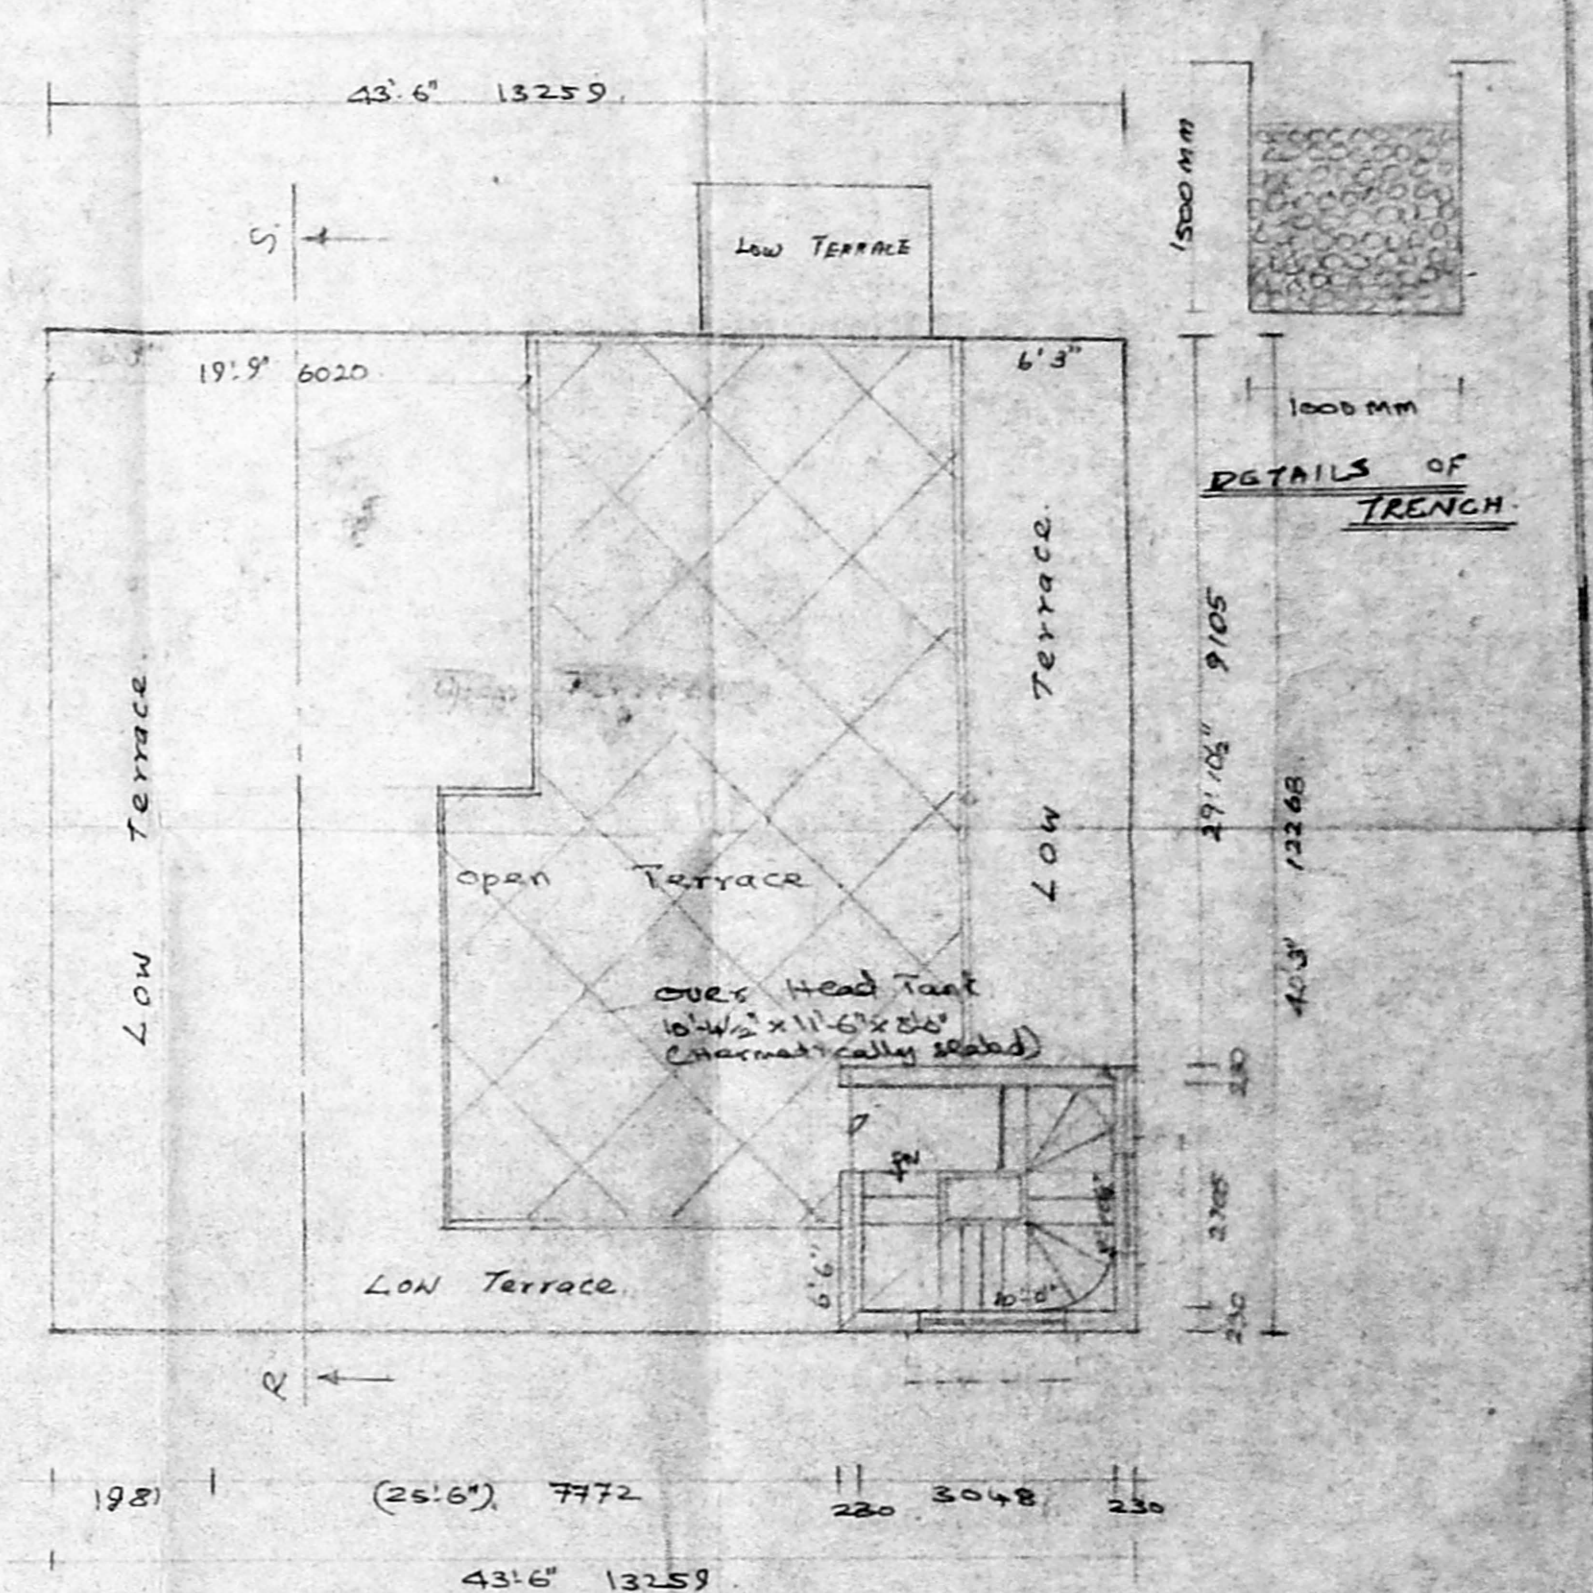 43'-6" 13259
1500 MM
S
LOW TERRACE
19'-9" 6020
6' 3"
1000 MM
DETAILS OF
TRENCH.
Low Terrace.
Low Terrace.
29'-10½" 9105
40'3" 12268
open Terrace
over Head Tank
10'-4½" x 11'-6" x
(Hermetically sealed)
230
D
6'-6"
10'-0"
230
Low Terrace.
1981
(25'-6") 7772
230
3048
230
43'-6" 13259